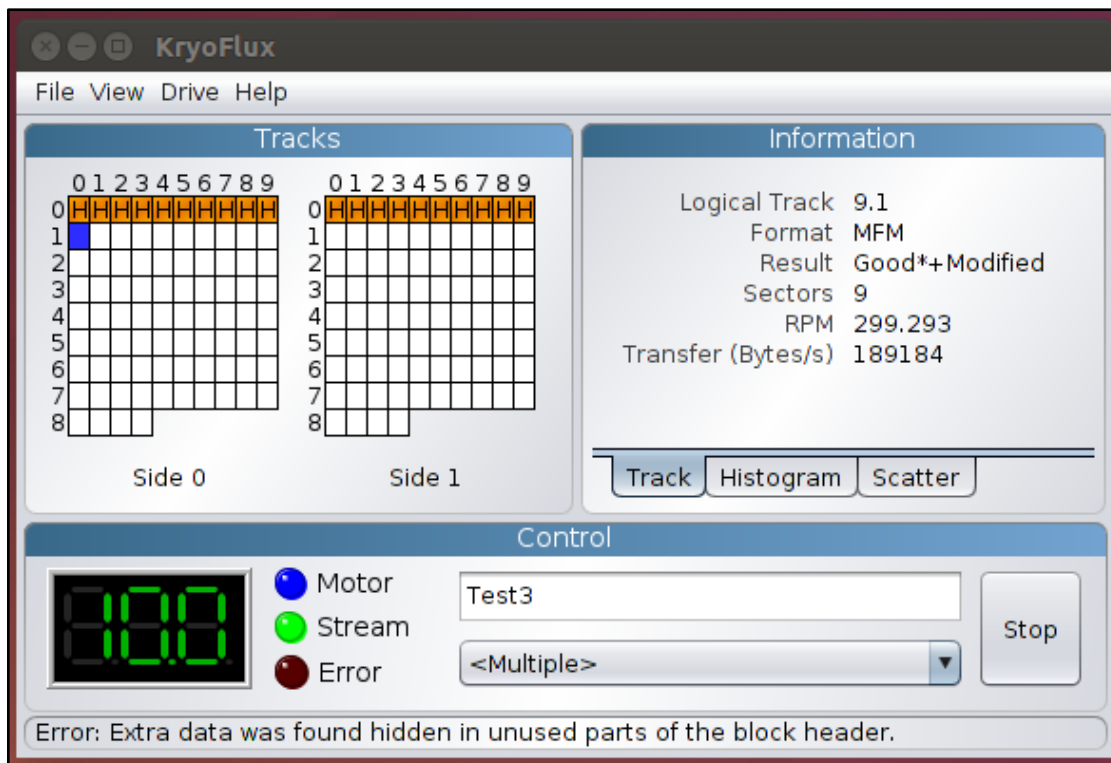 KryoFlux
File View Drive Help
Tracks
0 1 2 3 4 5 6 7 8 9
0 H H H H H H H H H H
1
2
3
4
5
6
7
8
Side 0
0 1 2 3 4 5 6 7 8 9
0 H H H H H H H H H H
1
2
3
4
5
6
7
8
Side 1
Information
Logical Track 9.1
Format MFM
Result Good*+Modified
Sectors 9
RPM 299.293
Transfer (Bytes/s) 189184
Track Histogram Scatter
Control
10.0
Motor
Stream
Error
Test3
<Multiple>
Stop
Error: Extra data was found hidden in unused parts of the block header.